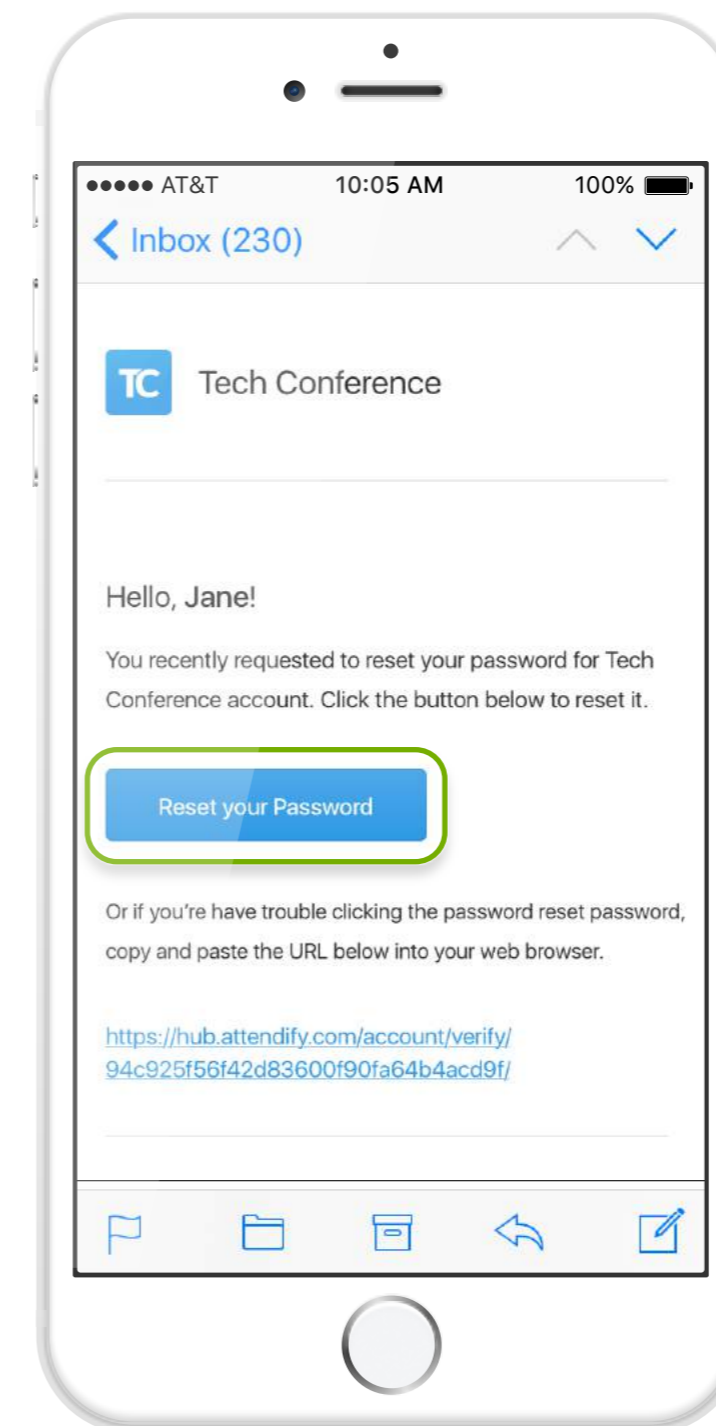 ●●●●● AT&T 10:05 AM 100%
Inbox (230)
TC Tech Conference
Hello, Jane!
You recently requested to reset your password for Tech
Conference account. Click the button below to reset it.
Reset your Password
Or if you're have trouble clicking the password reset password,
copy and paste the URL below into your web browser.
https://hub.attendify.com/account/verify/
94c925f56f42d83600f90fa64b4acd9f/